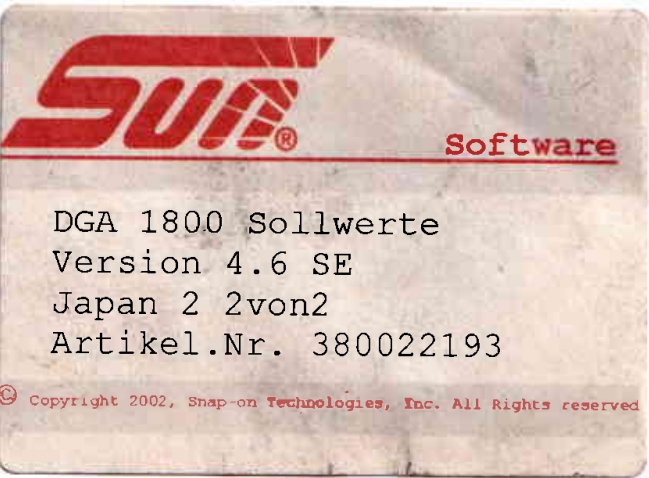 Sun®
Software
DGA 1800 Sollwerte
Version 4.6 SE
Japan 2 2von2
Artikel.Nr. 380022193
© Copyright 2002, Snap-on Technologies, Inc. All Rights reserved